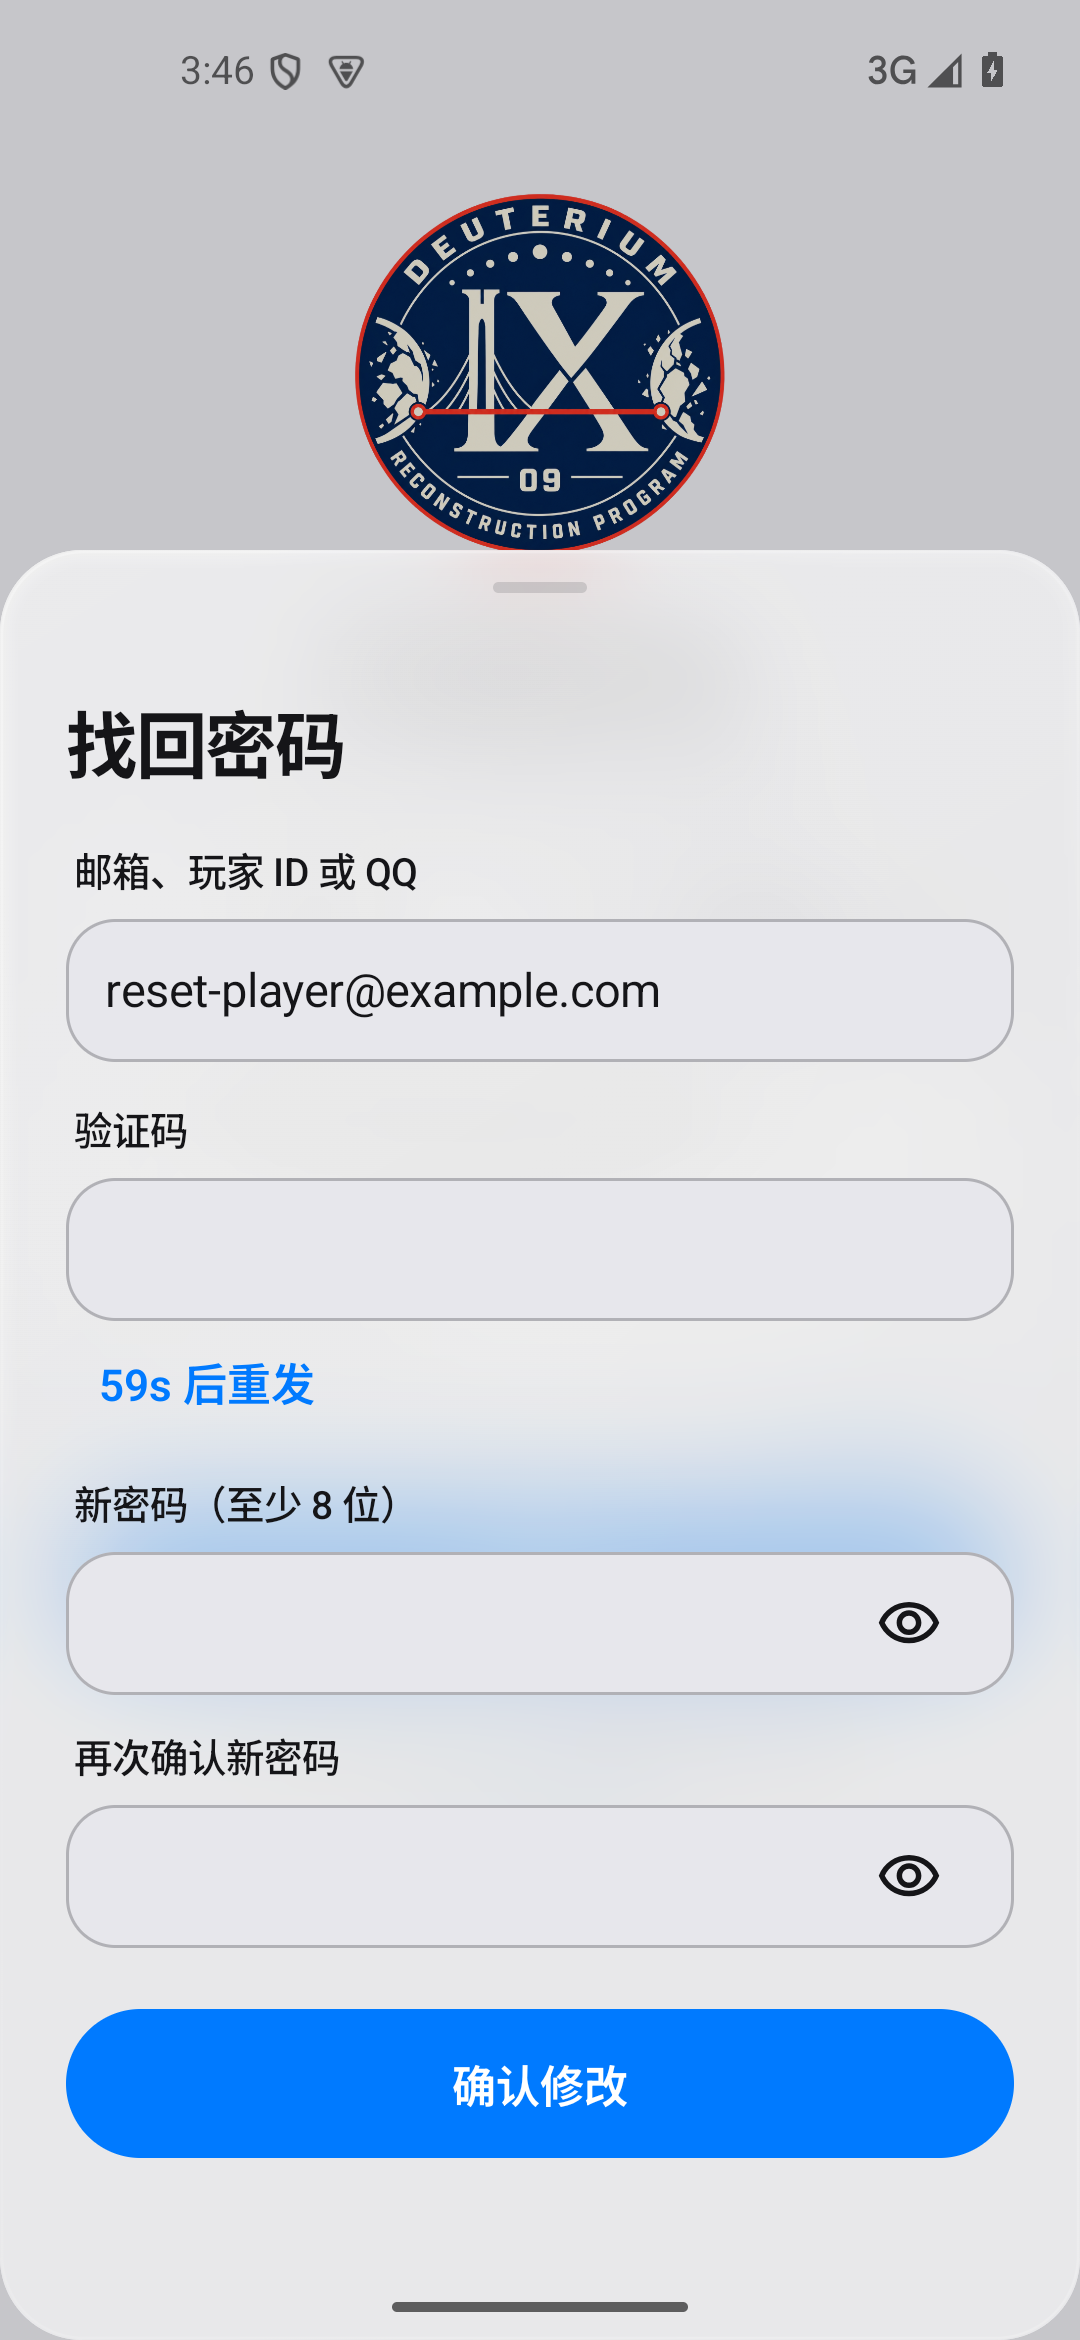 3:46
3G
DEUTERIUM
IX
09
RECONSTRUCTION PROGRAM
找回密码
邮箱、玩家 ID 或 QQ
reset-player@example.com
验证码
59s 后重发
新密码（至少 8 位）
再次确认新密码
确认修改